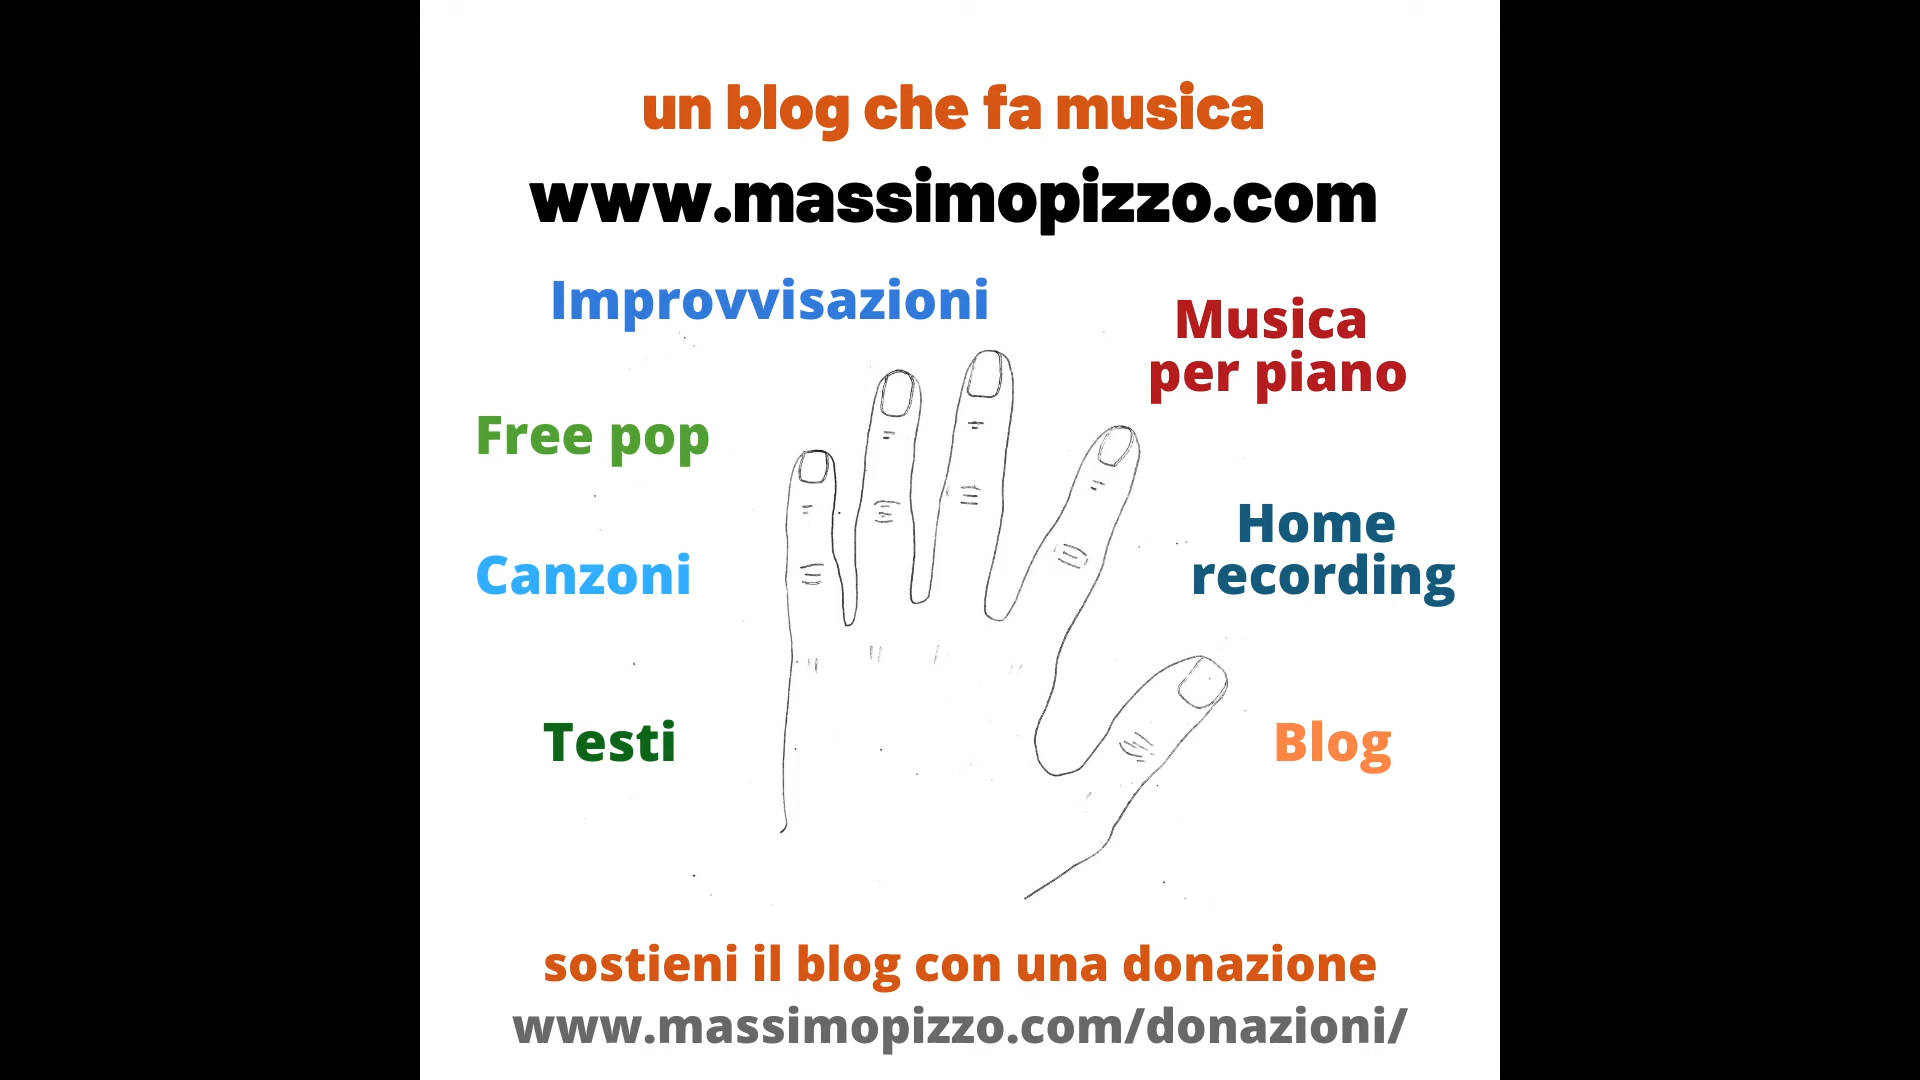 un blog che fa musica
www.massimopizzo.com
Improvvisazioni
Musica
per piano
Free pop
Home
recording
Canzoni
Testi
Blog
sostieni il blog con una donazione
www.massimopizzo.com/donazioni/